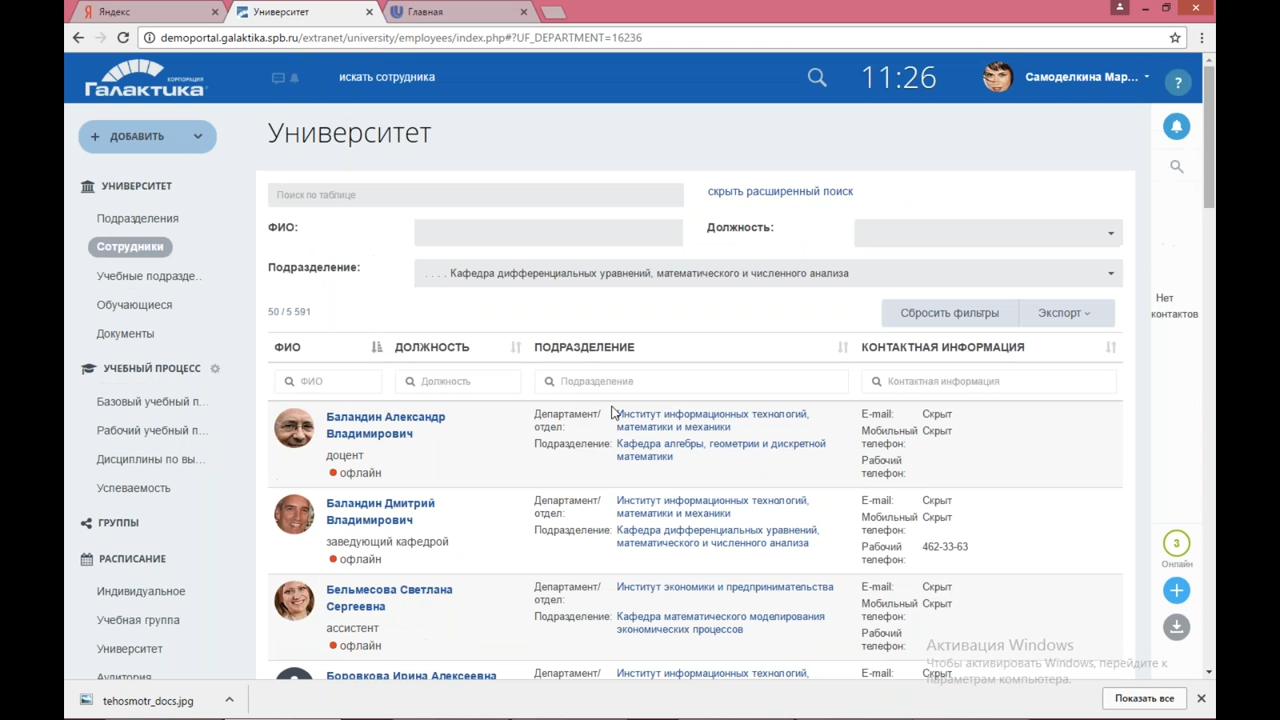 Яндекс
Университет
Главная
demoportal.galaktika.spb.ru/extranet/university/employees/index.php#?UF_DEPARTMENT=16236
КОРПОРАЦИЯ
Галактика
искать сотрудника
11:26
Самоделкина Мар...
?
+ ДОБАВИТЬ
Университет
УНИВЕРСИТЕТ
Подразделения
Сотрудники
Учебные подразде..
Обучающиеся
Документы
УЧЕБНЫЙ ПРОЦЕСС
Базовый учебный п...
Рабочий учебный п...
Дисциплины по вы...
Успеваемость
ГРУППЫ
РАСПИСАНИЕ
Индивидуальное
Учебная группа
Университет
Аудитория
Поиск по таблице
скрыть расширенный поиск
ФИО:
Должность:
Подразделение:
. . . . Кафедра дифференциальных уравнений, математического и численного анализа
50 / 5 591
Сбросить фильтры
Экспорт
ФИО
ДОЛЖНОСТЬ
ПОДРАЗДЕЛЕНИЕ
КОНТАКТНАЯ ИНФОРМАЦИЯ
ФИО
Должность
Подразделение
Контактная информация
Баландин Александр
Владимирович
доцент
офлайн
Департамент/ Институт информационных технологий,
отдел: математики и механики
Подразделение: Кафедра алгебры, геометрии и дискретной
математики
E-mail: Скрыт
Мобильный Скрыт
телефон:
Рабочий
телефон:
Баландин Дмитрий
Владимирович
заведующий кафедрой
офлайн
Департамент/ Институт информационных технологий,
отдел: математики и механики
Подразделение: Кафедра дифференциальных уравнений,
математического и численного анализа
E-mail: Скрыт
Мобильный Скрыт
телефон:
Рабочий 462-33-63
телефон:
Бельмесова Светлана
Сергеевна
ассистент
офлайн
Департамент/ Институт экономики и предпринимательства
отдел:
Подразделение: Кафедра математического моделирования
экономических процессов
E-mail: Скрыт
Мобильный Скрыт
телефон:
Рабочий
телефон:
Боровкова Ирина Алексеевна
Департамент/ Институт информационных технологий,
E-mail: Скрыт
Нет
контактов
3
Онлайн
Активация Windows
Чтобы активировать Windows, перейдите к
параметрам компьютера.
tehosmotr_docs.jpg
Показать все